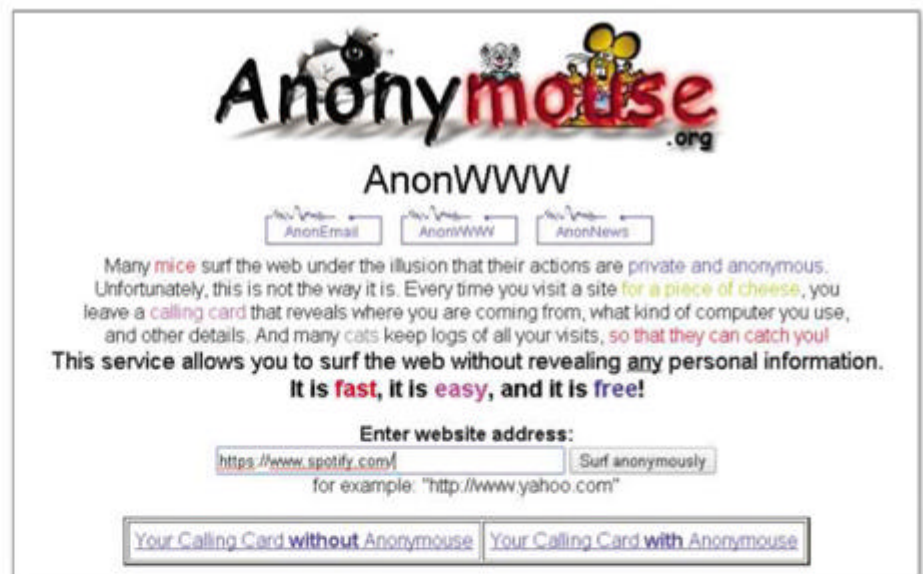 Anonymouse
.org
AnonWWW
AnonEmail AnonWWW AnonNews
Many mice surf the web under the illusion that their actions are private and anonymous.
Unfortunately, this is not the way it is. Every time you visit a site for a piece of cheese, you
leave a calling card that reveals where you are coming from, what kind of computer you use,
and other details. And many cats keep logs of all your visits, so that they can catch you!
This service allows you to surf the web without revealing any personal information.
It is fast, it is easy, and it is free!
Enter website address:
https://www.spotify.com/ Surf anonymously
for example: "http://www.yahoo.com"
Your Calling Card without Anonymouse Your Calling Card with Anonymouse